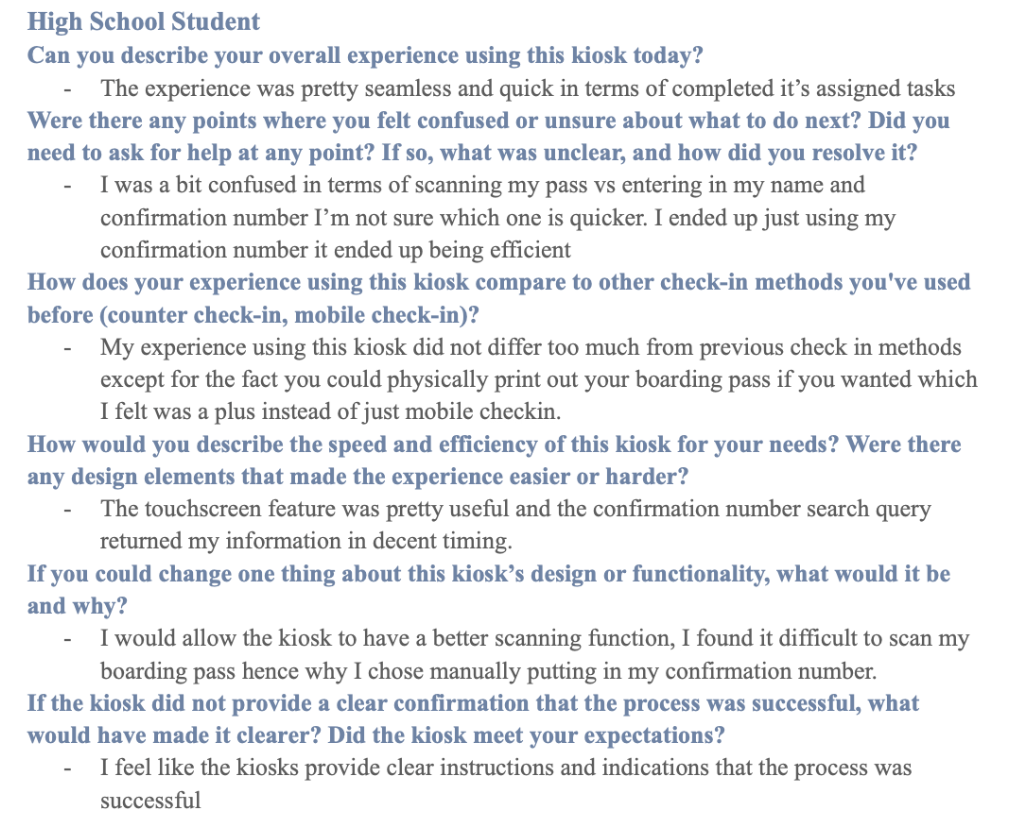 High School Student
Can you describe your overall experience using this kiosk today?
- The experience was pretty seamless and quick in terms of completed it’s assigned tasks
Were there any points where you felt confused or unsure about what to do next? Did you
need to ask for help at any point? If so, what was unclear, and how did you resolve it?
- I was a bit confused in terms of scanning my pass vs entering in my name and
confirmation number I’m not sure which one is quicker. I ended up just using my
confirmation number it ended up being efficient
How does your experience using this kiosk compare to other check-in methods you've used
before (counter check-in, mobile check-in)?
- My experience using this kiosk did not differ too much from previous check in methods
except for the fact you could physically print out your boarding pass if you wanted which
I felt was a plus instead of just mobile checkin.
How would you describe the speed and efficiency of this kiosk for your needs? Were there
any design elements that made the experience easier or harder?
- The touchscreen feature was pretty useful and the confirmation number search query
returned my information in decent timing.
If you could change one thing about this kiosk’s design or functionality, what would it be
and why?
- I would allow the kiosk to have a better scanning function, I found it difficult to scan my
boarding pass hence why I chose manually putting in my confirmation number.
If the kiosk did not provide a clear confirmation that the process was successful, what
would have made it clearer? Did the kiosk meet your expectations?
- I feel like the kiosks provide clear instructions and indications that the process was
successful